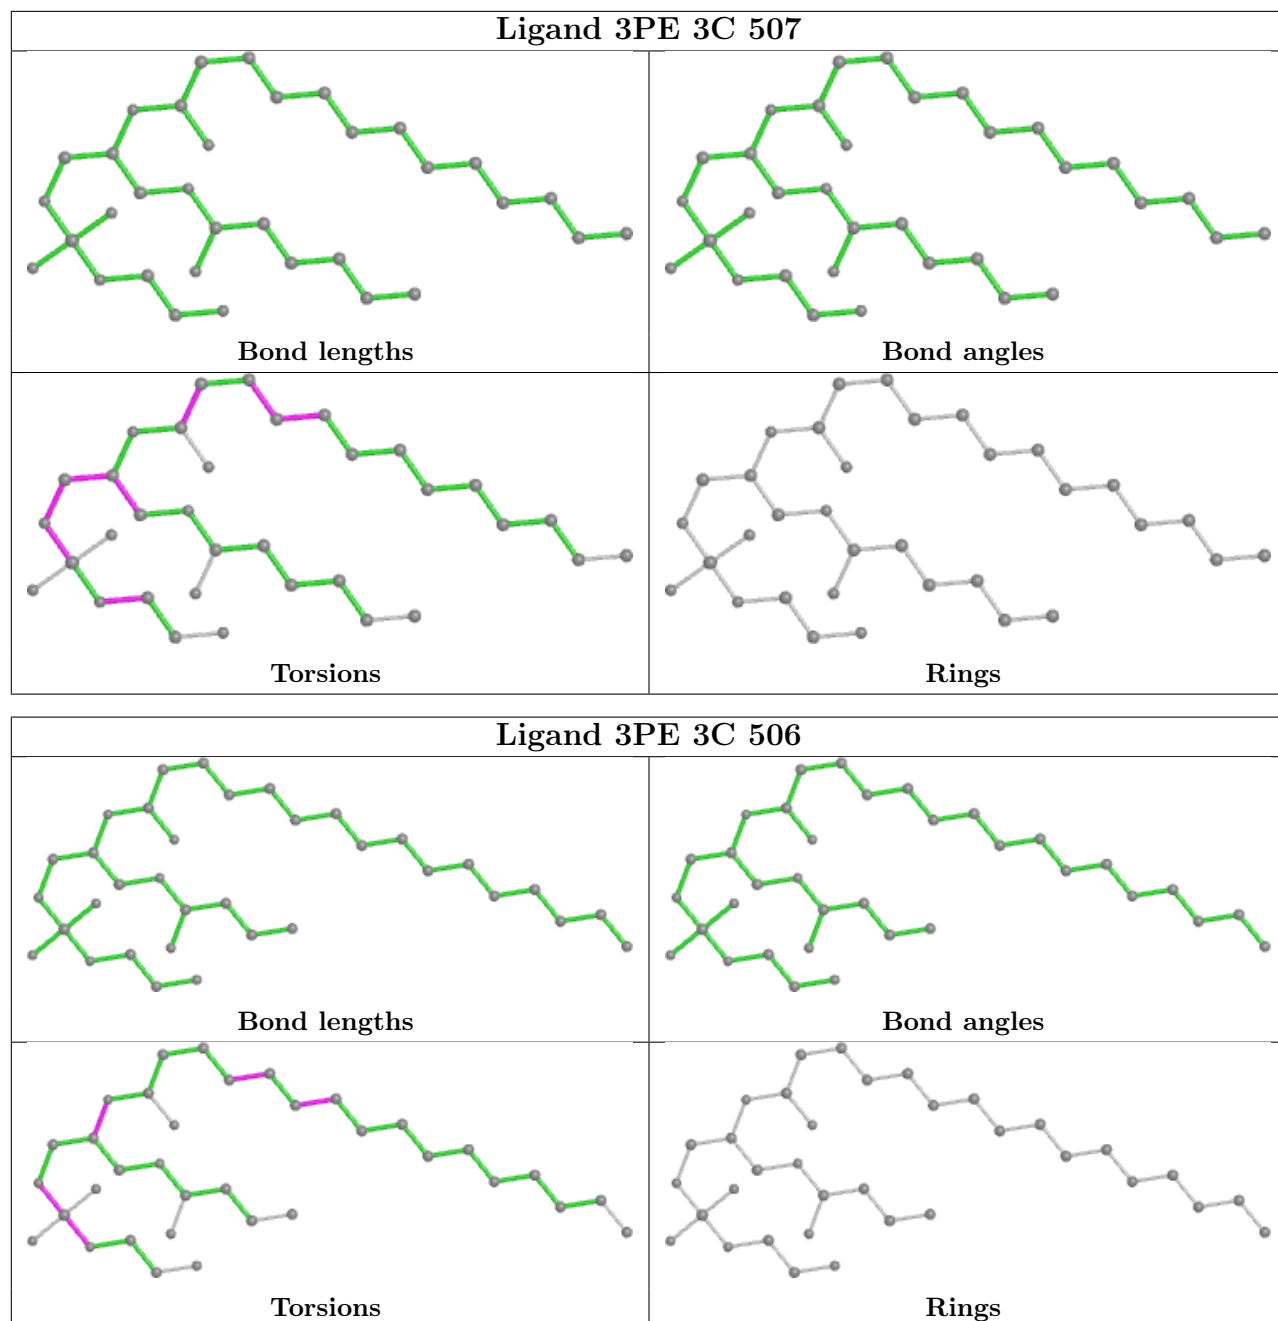 Ligand 3PE 3C 507
Bond lengths
Bond angles
Torsions
Rings
Ligand 3PE 3C 506
Bond lengths
Bond angles
Torsions
Rings